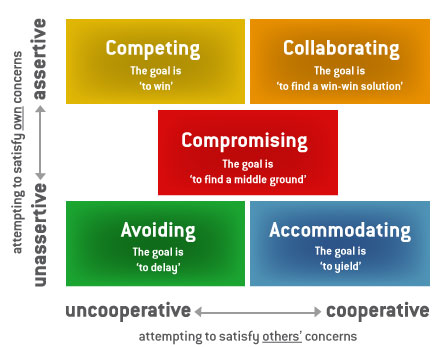 assertive
unassertive
attempting to satisfy own concerns
Competing
The goal is
'to win'
Collaborating
The goal is
'to find a win-win solution'
Compromising
The goal is
'to find a middle ground'
Avoiding
The goal is
'to delay'
Accommodating
The goal is
'to yield'
uncooperative
cooperative
attempting to satisfy others' concerns